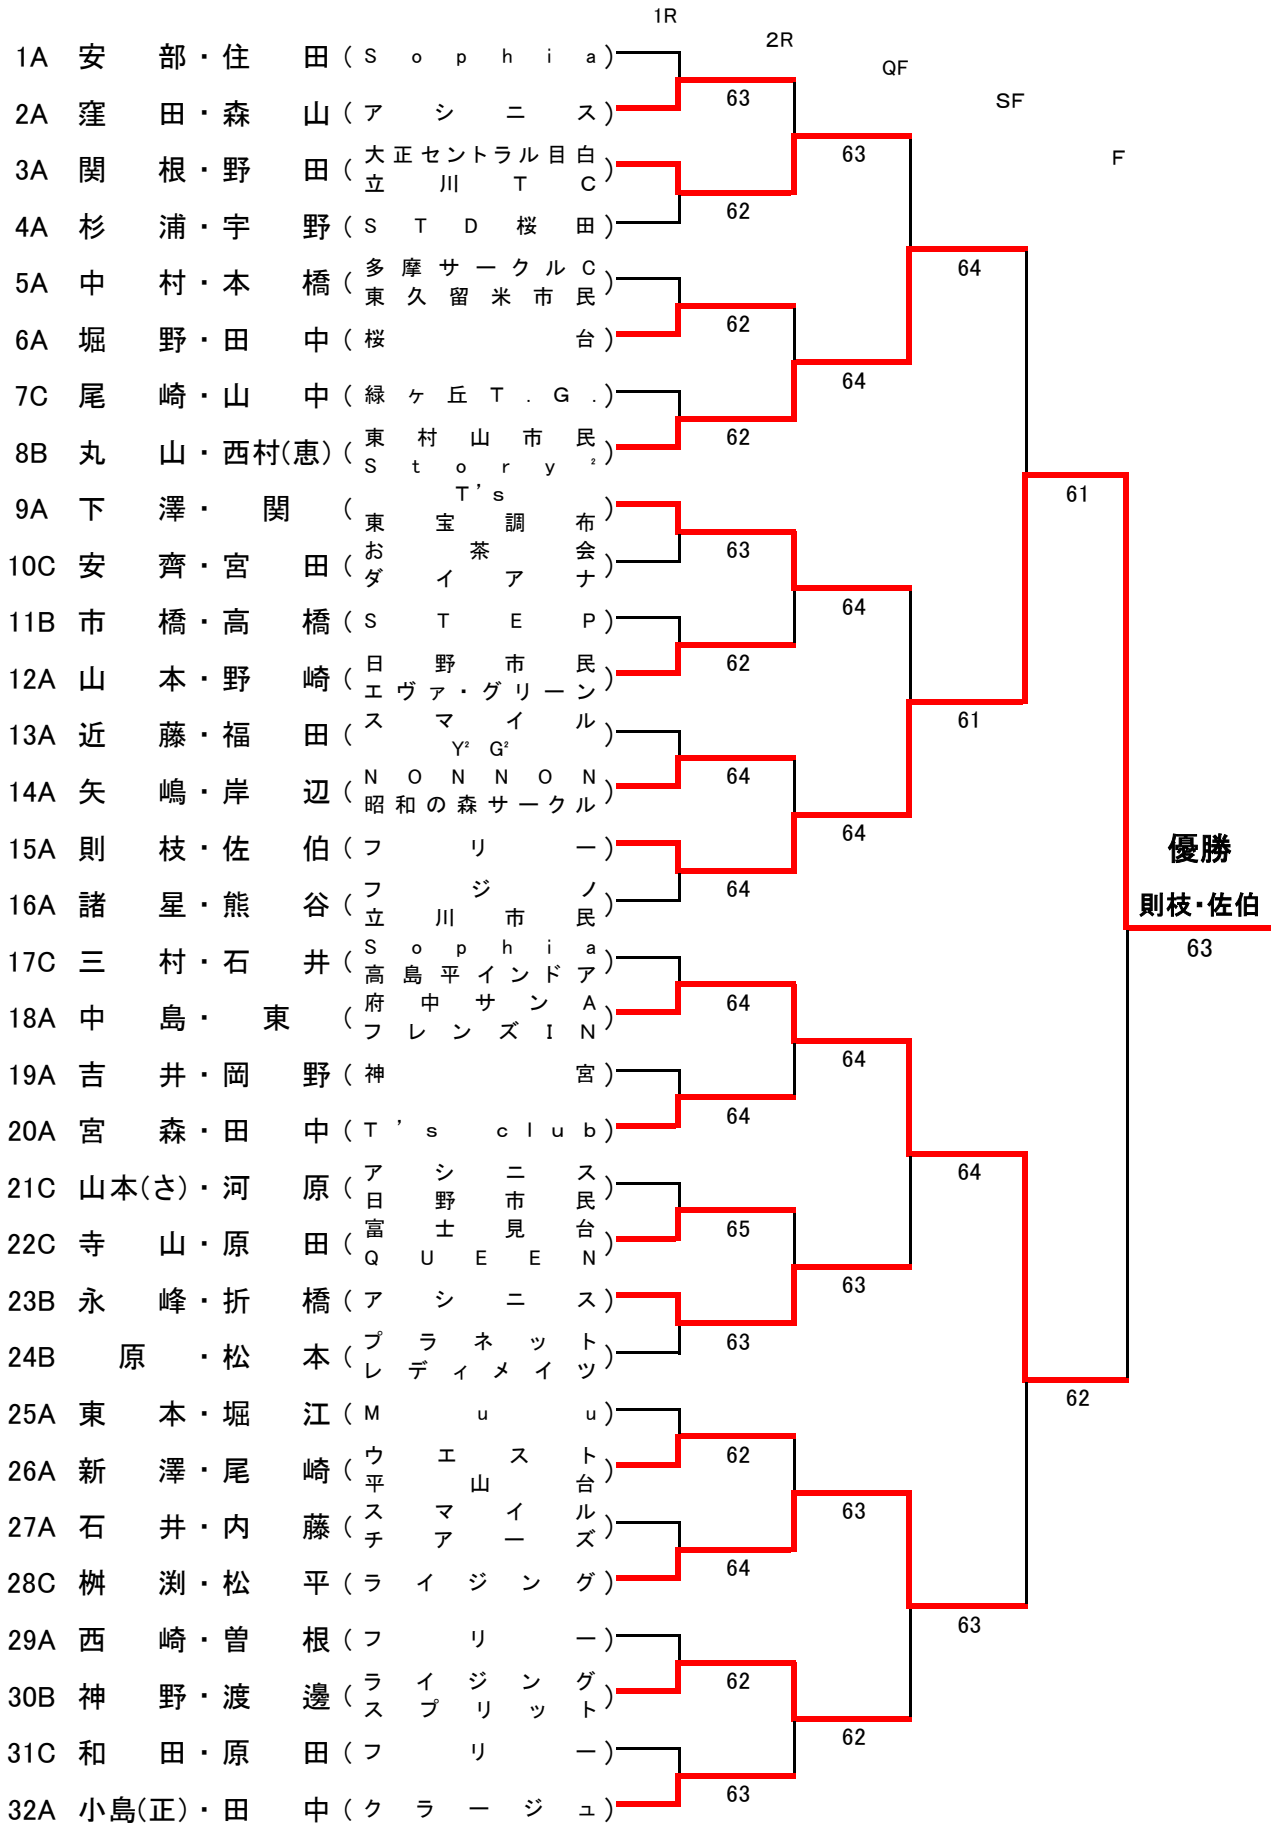 1R
2R
QF
SF
F
1A 安部・住田 (Sophia)
63
2A 窪田・森山 (アシニス)
63
3A 関根・野田 (大正セントラル目白
立川TC)
62
4A 杉浦・宇野 (STD桜田)
64
5A 中村・本橋 (多摩サークルC
東久留米市民)
62
6A 堀野・田中 (桜台)
64
7C 尾崎・山中 (緑ヶ丘T.G.)
62
8B 丸山・西村(恵) (東村山市民
Story²)
61
9A 下澤・関 (T's
東宝調布)
63
10C 安齊・宮田 (お茶会
ダイアナ)
64
11B 市橋・高橋 (STEP)
62
12A 山本・野崎 (日野市民
エヴァ・グリーン)
61
13A 近藤・福田 (スマイル
Y² G²)
64
14A 矢嶋・岸辺 (NONNON
昭和の森サークル)
64
15A 則枝・佐伯 (フリー)
優勝
64
16A 諸星・熊谷 (フジノ
立川市民)
則枝・佐伯
63
17C 三村・石井 (Sophia
高島平インドア)
64
18A 中島・東 (府中サンA
フレンズIN)
64
19A 吉井・岡野 (神宮)
64
20A 宮森・田中 (T's club)
64
21C 山本(さ)・河原 (アシニス
日野市民)
65
22C 寺山・原田 (富士見台
QUEEN)
63
23B 永峰・折橋 (アシニス)
63
24B 原・松本 (プラネット
レディメイツ)
62
25A 東本・堀江 (Muu)
62
26A 新澤・尾崎 (ウエスト
平山台)
63
27A 石井・内藤 (スマイル
チアーズ)
64
28C 桝渕・松平 (ライジング)
63
29A 西崎・曽根 (フリー)
62
30B 神野・渡邊 (ライジング
スプリット)
62
31C 和田・原田 (フリー)
63
32A 小島(正)・田中 (クラージュ)